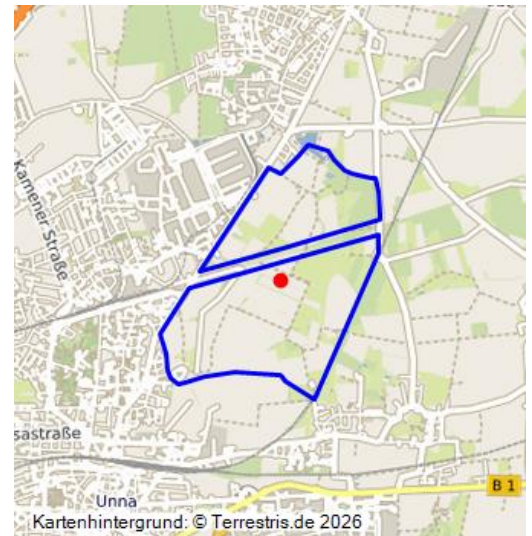 Kamener Straße
sastraße
B 1
Unna
Kartenhintergrund: © Terrestris.de 2026